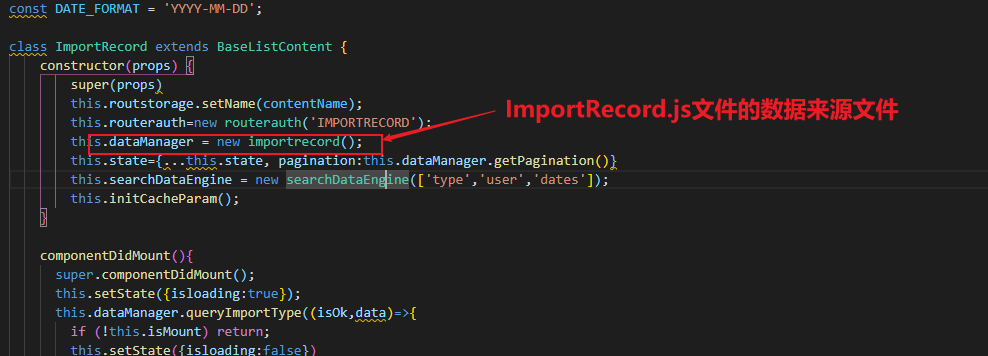 const DATE_FORMAT = 'YYYY-MM-DD';
class ImportRecord extends BaseListContent {
constructor(props) {
super(props)
this.routstorage.setName(contentName);
this.routerauth=new routerauth('IMPORTRECORD');
ImportRecord.js文件的数据来源文件
this.dataManager = new importrecord();
this.state={...this.state, pagination:this.dataManager.getPagination()}
this.searchDataEngine = new searchDataEngine(['type','user','dates']);
this.initCacheParam();
}
componentDidMount(){
super.componentDidMount();
this.setState({isloading:true});
this.dataManager.queryImportType((isOk,data)=>{
if (!this.isMount) return;
this.setState({isloading:false})